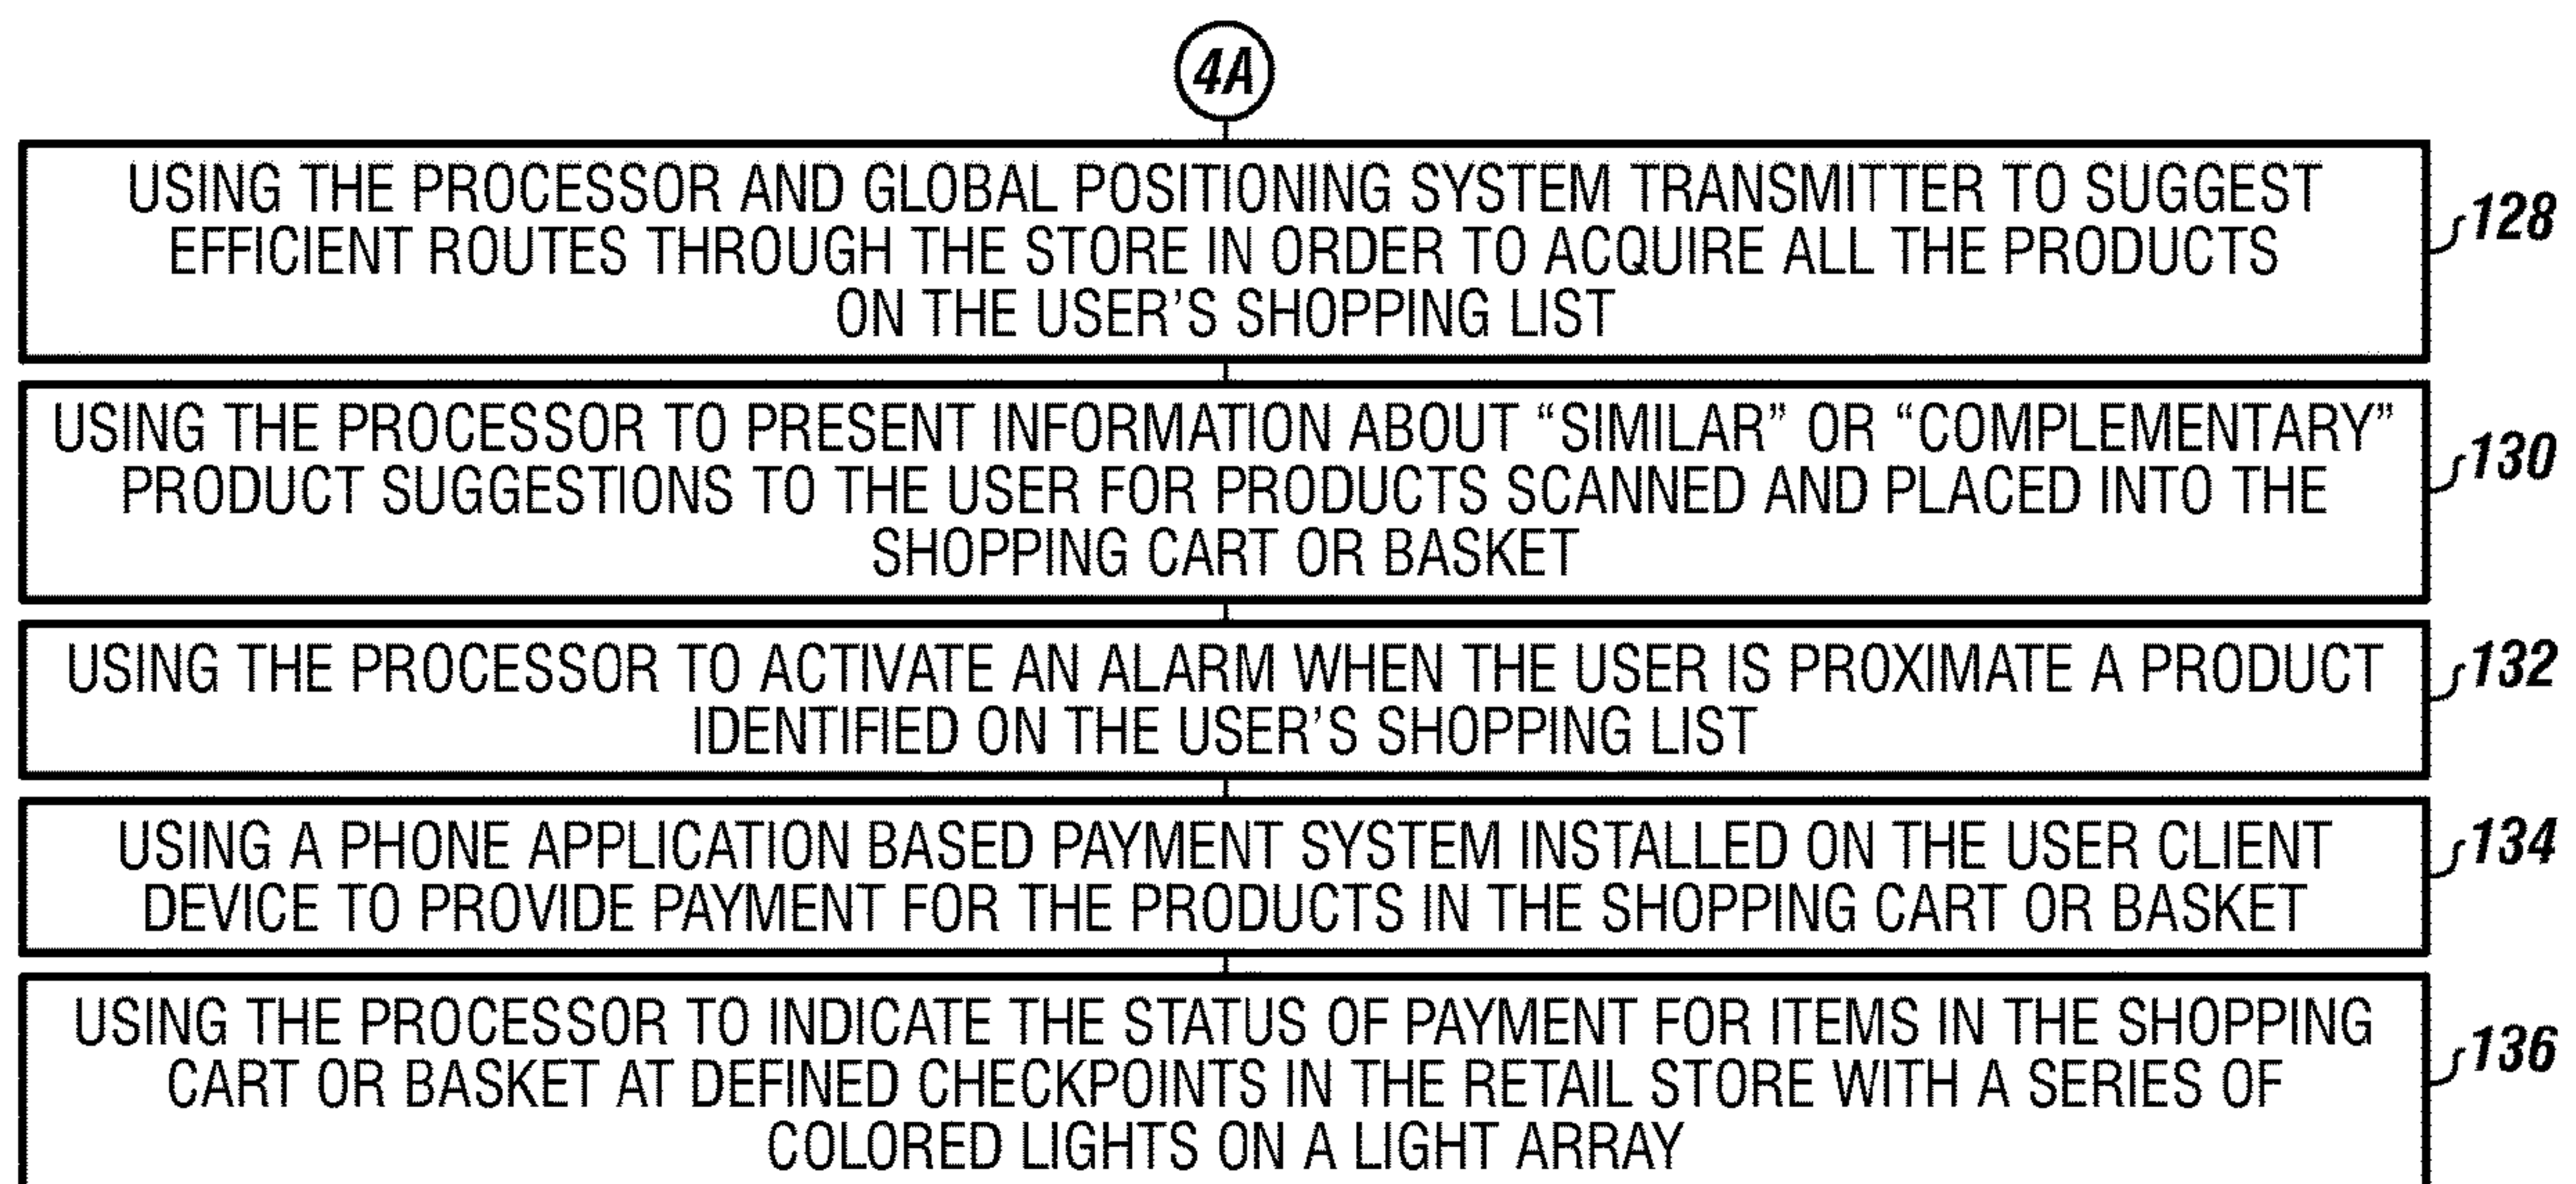 4A
USING THE PROCESSOR AND GLOBAL POSITIONING SYSTEM TRANSMITTER TO SUGGEST
EFFICIENT ROUTES THROUGH THE STORE IN ORDER TO ACQUIRE ALL THE PRODUCTS
ON THE USER'S SHOPPING LIST
128
USING THE PROCESSOR TO PRESENT INFORMATION ABOUT “SIMILAR” OR “COMPLEMENTARY”
PRODUCT SUGGESTIONS TO THE USER FOR PRODUCTS SCANNED AND PLACED INTO THE
SHOPPING CART OR BASKET
130
USING THE PROCESSOR TO ACTIVATE AN ALARM WHEN THE USER IS PROXIMATE A PRODUCT
IDENTIFIED ON THE USER'S SHOPPING LIST
132
USING A PHONE APPLICATION BASED PAYMENT SYSTEM INSTALLED ON THE USER CLIENT
DEVICE TO PROVIDE PAYMENT FOR THE PRODUCTS IN THE SHOPPING CART OR BASKET
134
USING THE PROCESSOR TO INDICATE THE STATUS OF PAYMENT FOR ITEMS IN THE SHOPPING
CART OR BASKET AT DEFINED CHECKPOINTS IN THE RETAIL STORE WITH A SERIES OF
COLORED LIGHTS ON A LIGHT ARRAY
136